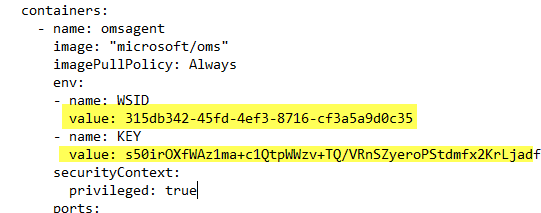 containers:
- name: omsagent
image: "microsoft/oms"
imagePullPolicy: Always
env:
- name: WSID
value: 315db342-45fd-4ef3-8716-cf3a5a9d0c35
- name: KEY
value: s50irOXfWAz1ma+c1QtpWWzv+TQ/VRnSZyeroPStdmfx2KrLjadf
securityContext:
privileged: true
ports: